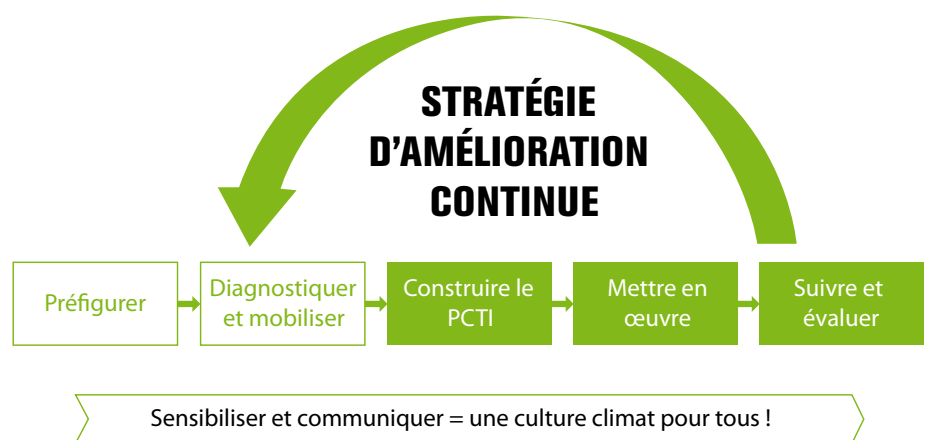 STRATÉGIE
D'AMÉLIORATION
CONTINUE
Préfigurer
Diagnostiquer
et mobiliser
Construire le
PCTI
Mettre en
œuvre
Suivre et
évaluer
Sensibiliser et communiquer = une culture climat pour tous !